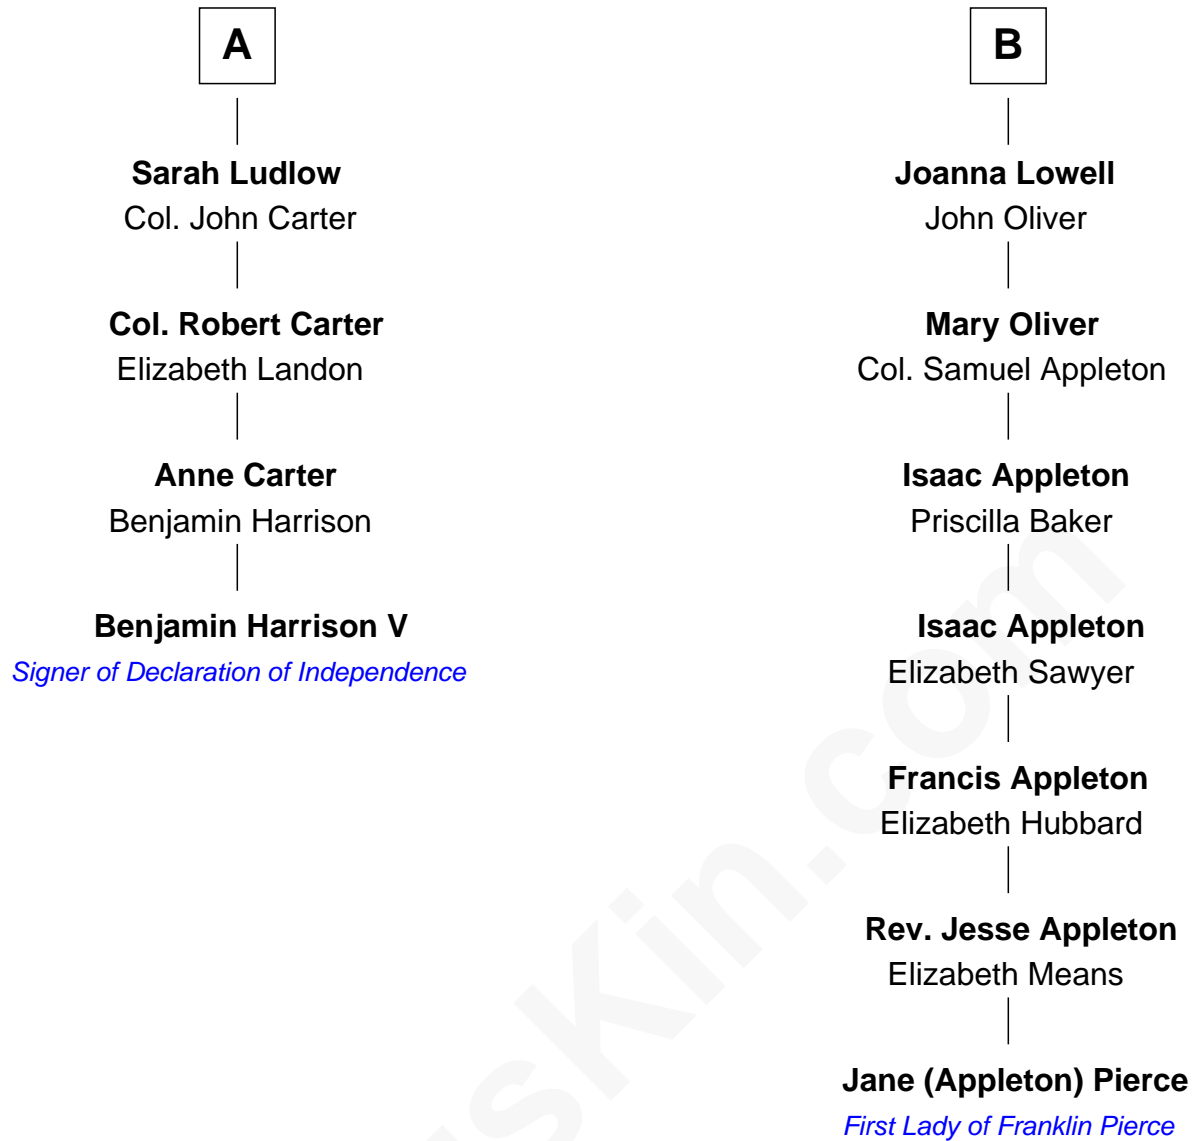 A
Sarah Ludlow
Col. John Carter
Col. Robert Carter
Elizabeth Landon
Anne Carter
Benjamin Harrison
Benjamin Harrison V
Signer of Declaration of Independence
B
Joanna Lowell
John Oliver
Mary Oliver
Col. Samuel Appleton
Isaac Appleton
Priscilla Baker
Isaac Appleton
Elizabeth Sawyer
Francis Appleton
Elizabeth Hubbard
Rev. Jesse Appleton
Elizabeth Means
Jane (Appleton) Pierce
First Lady of Franklin Pierce